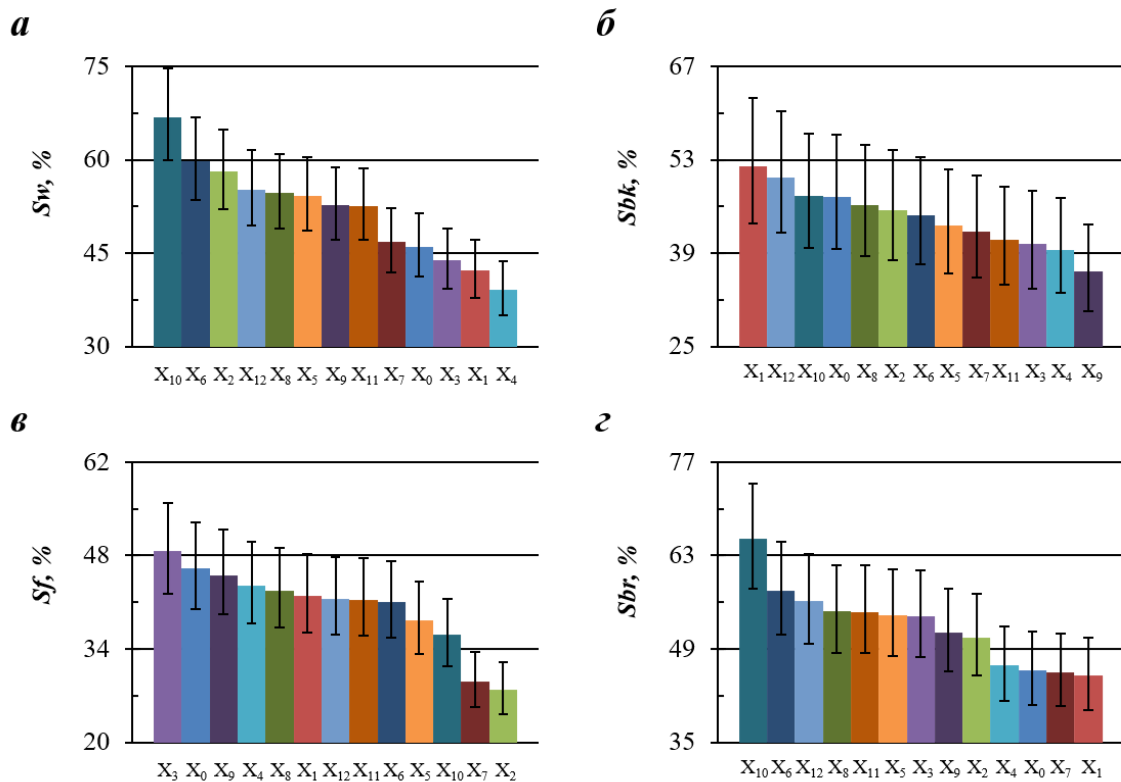 а
Sw, %
75
60
45
30
X₁₀ X₆ X₂ X₁₂ X₈ X₅ X₉ X₁₁ X₇ X₀ X₃ X₁ X₄
б
Sbk, %
67
53
39
25
X₁ X₁₂ X₁₀ X₀ X₈ X₂ X₆ X₅ X₇ X₁₁ X₃ X₄ X₉
в
Sf, %
62
48
34
20
X₃ X₀ X₉ X₄ X₈ X₁ X₁₂ X₁₁ X₆ X₅ X₁₀ X₇ X₂
г
Sbr, %
77
63
49
35
X₁₀ X₆ X₁₂ X₈ X₁₁ X₅ X₃ X₉ X₂ X₄ X₀ X₇ X₁